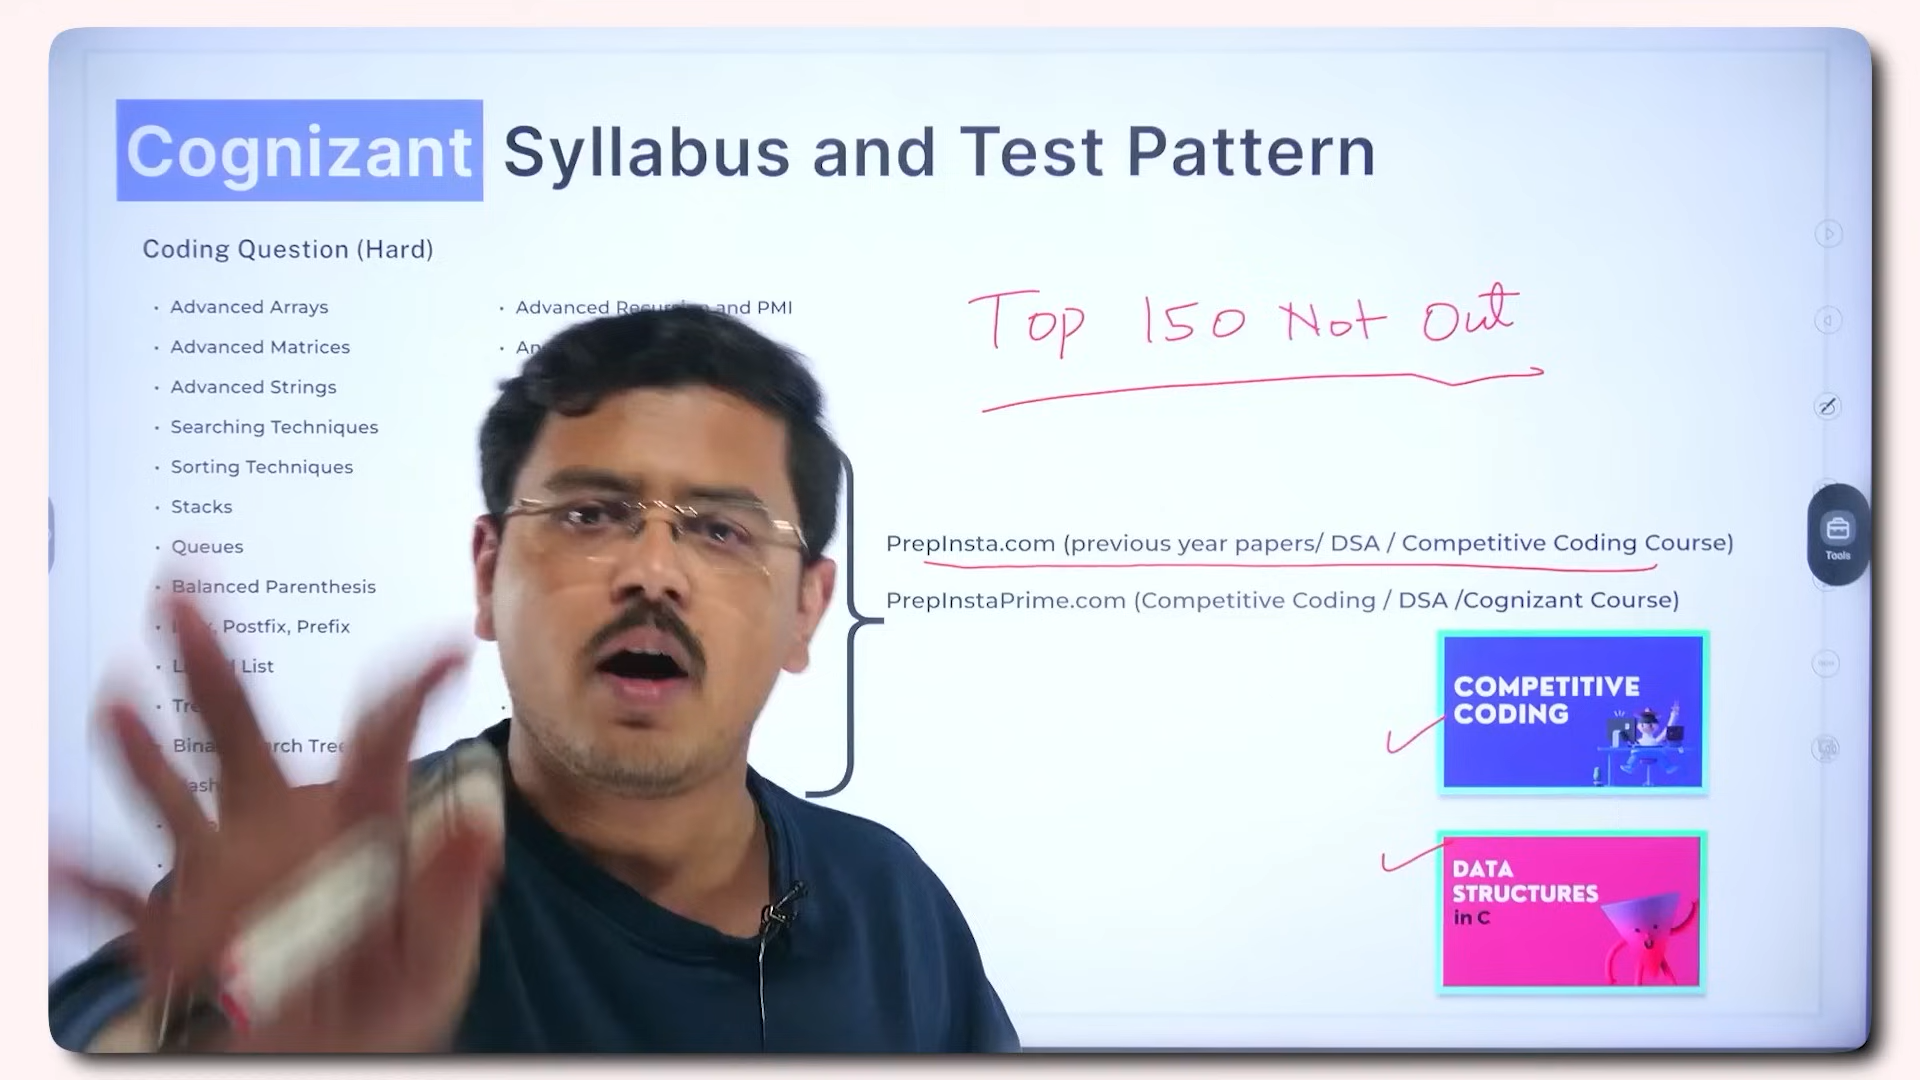 Cognizant Syllabus and Test Pattern
Coding Question (Hard)
• Advanced Arrays
• Advanced Matrices
• Advanced Strings
• Searching Techniques
• Sorting Techniques
• Stacks
• Queues
• Balanced Parenthesis
Postfix, Prefix
List
• Advanced and PMI
Top 150 Not Out
PrepInsta.com (previous year papers/ DSA / Competitive Coding Course)
PrepInstaPrime.com (Competitive Coding / DSA /Cognizant Course)
COMPETITIVE
CODING
DATA
STRUCTURES
in C
Tools